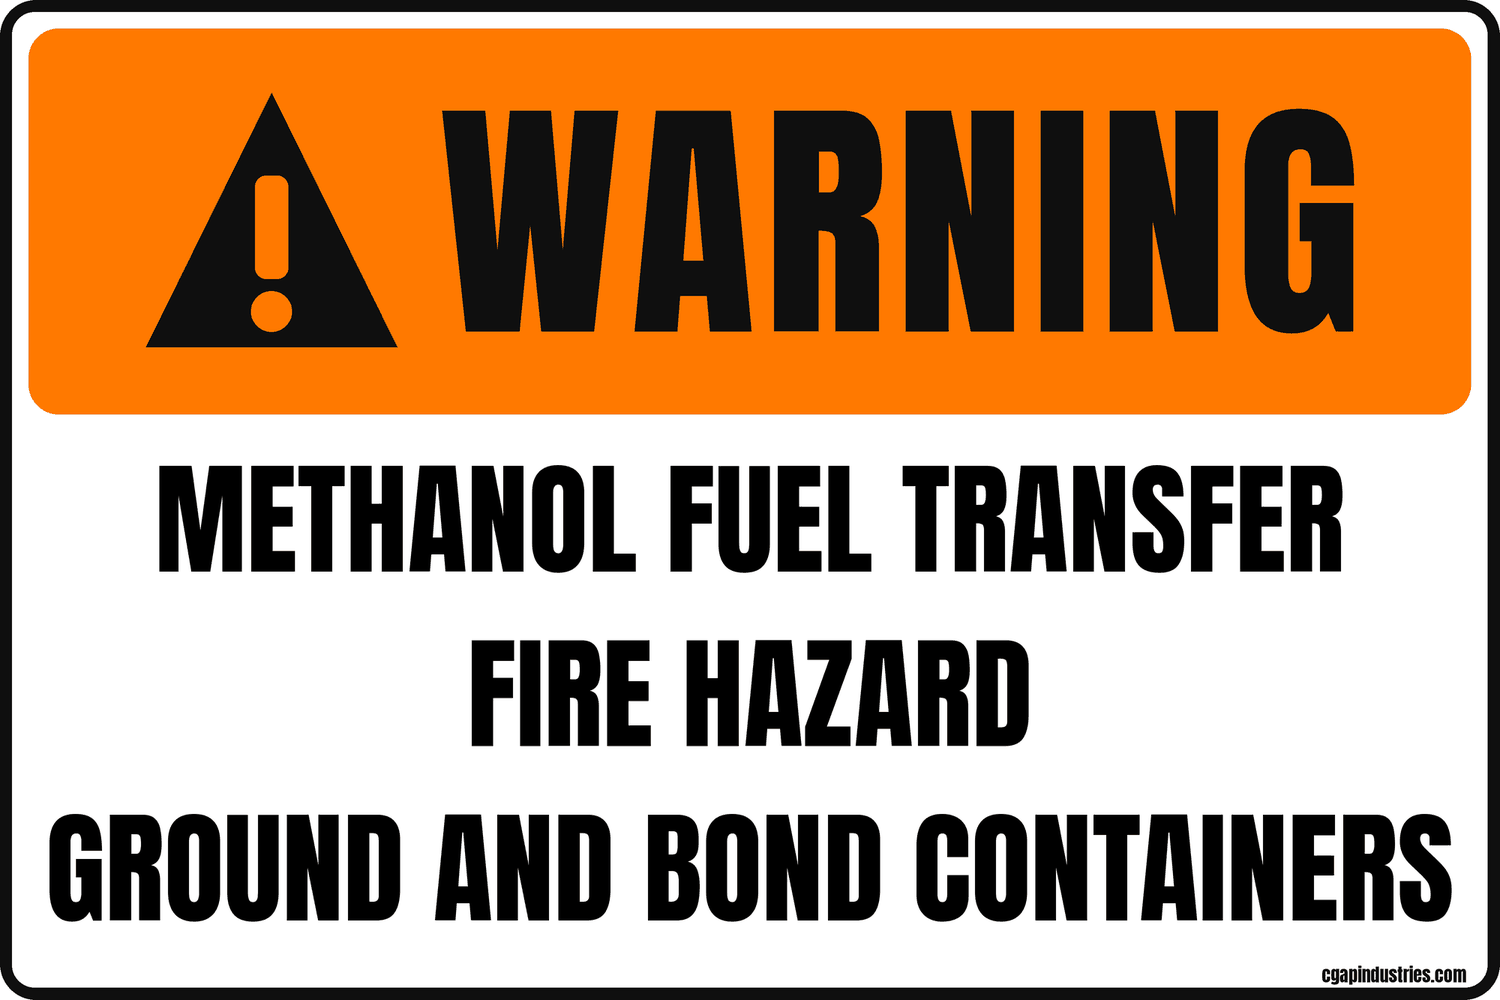 WARNING
METHANOL FUEL TRANSFER
FIRE HAZARD
GROUND AND BOND CONTAINERS
cgapindustries.com